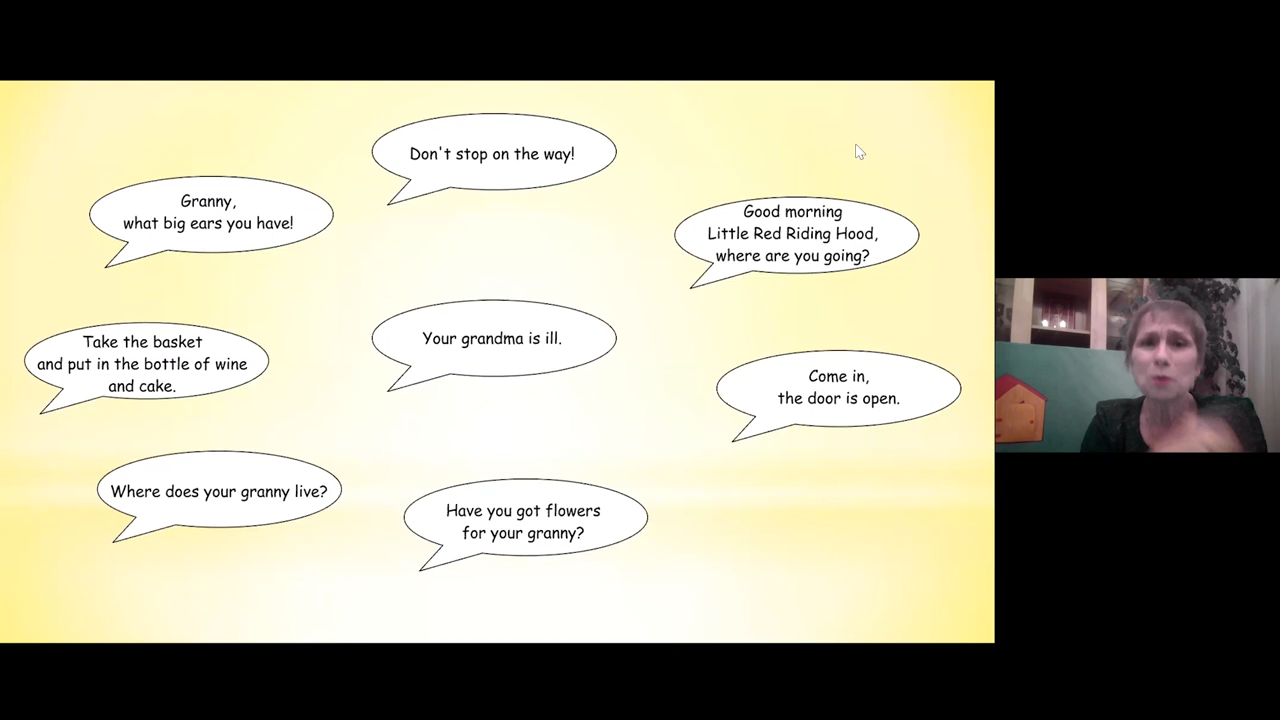 Don't stop on the way!
Granny,
what big ears you have!
Good morning
Little Red Riding Hood,
where are you going?
Take the basket
and put in the bottle of wine
and cake.
Your grandma is ill.
Come in,
the door is open.
Where does your granny live?
Have you got flowers
for your granny?